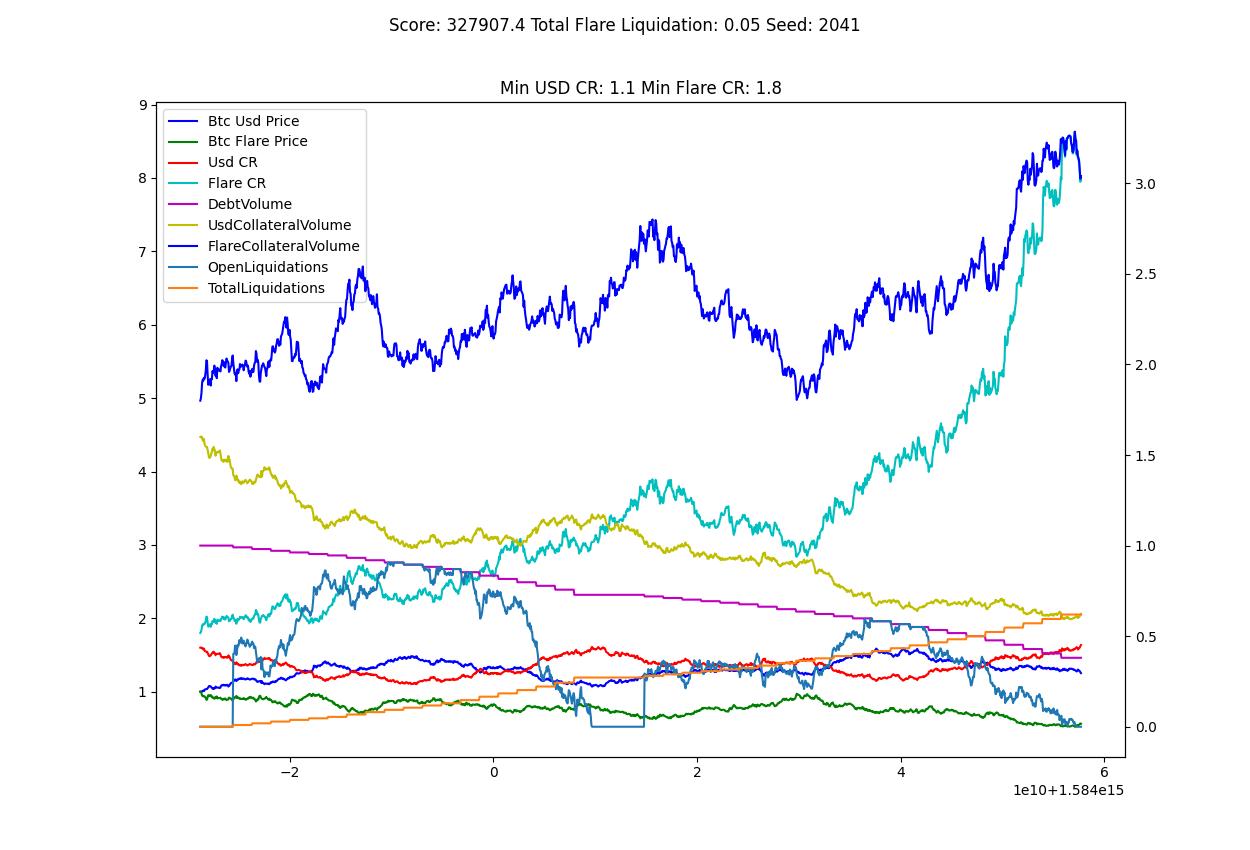 Score: 327907.4 Total Flare Liquidation: 0.05 Seed: 2041
Min USD CR: 1.1 Min Flare CR: 1.8
Btc Usd Price
Btc Flare Price
Usd CR
Flare CR
DebtVolume
UsdCollateralVolume
FlareCollateralVolume
OpenLiquidations
TotalLiquidations
9
8
7
6
5
4
3
2
1
3.0
2.5
2.0
1.5
1.0
0.5
0.0
−2 0 2 4 6
1e10+1.584e15